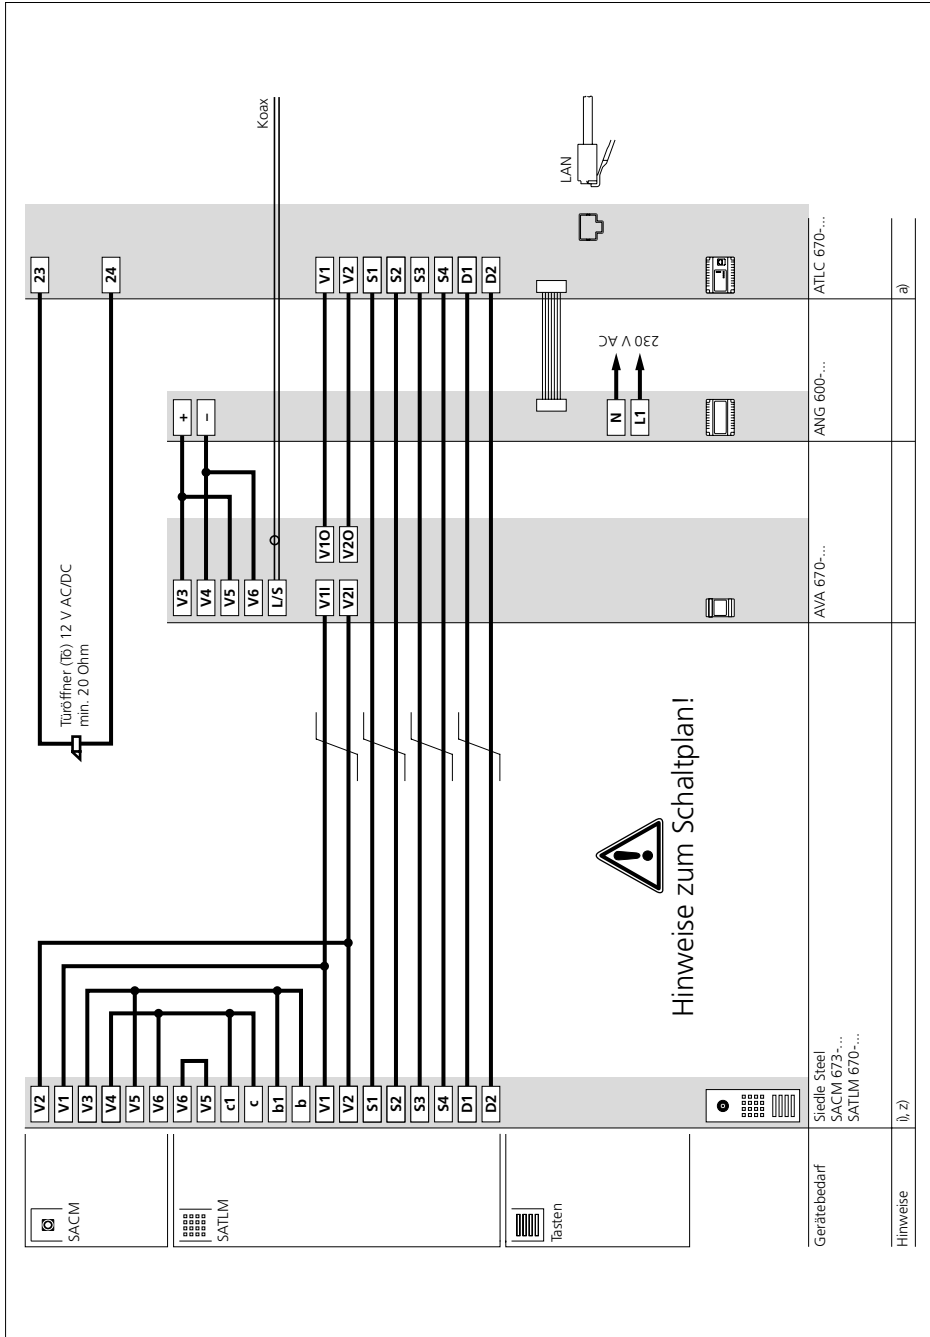 V2 23
V1
Türöffner (Tö) 12 V AC/DC
min. 20 Ohm
SACM
V3
V4 24
V5
V6
V6 V3 +
V5 V4 –
SATLM
c1 V5
c V6
Koax
b1 L/S
b
V1 V1I V1O V1
V2 V2I V2O V2
S1 S1
S2 S2
S3 S3
S4 S4
D1 D1
D2 D2
Tasten
LAN
N
L1
230 V AC
Hinweise zum Schaltplan!
Gerätebedarf
Siedle Steel
SACM 673-...
SATLM 670-...
AVA 670-...
ANG 600-...
ATLC 670-...
Hinweise
i), z)
a)